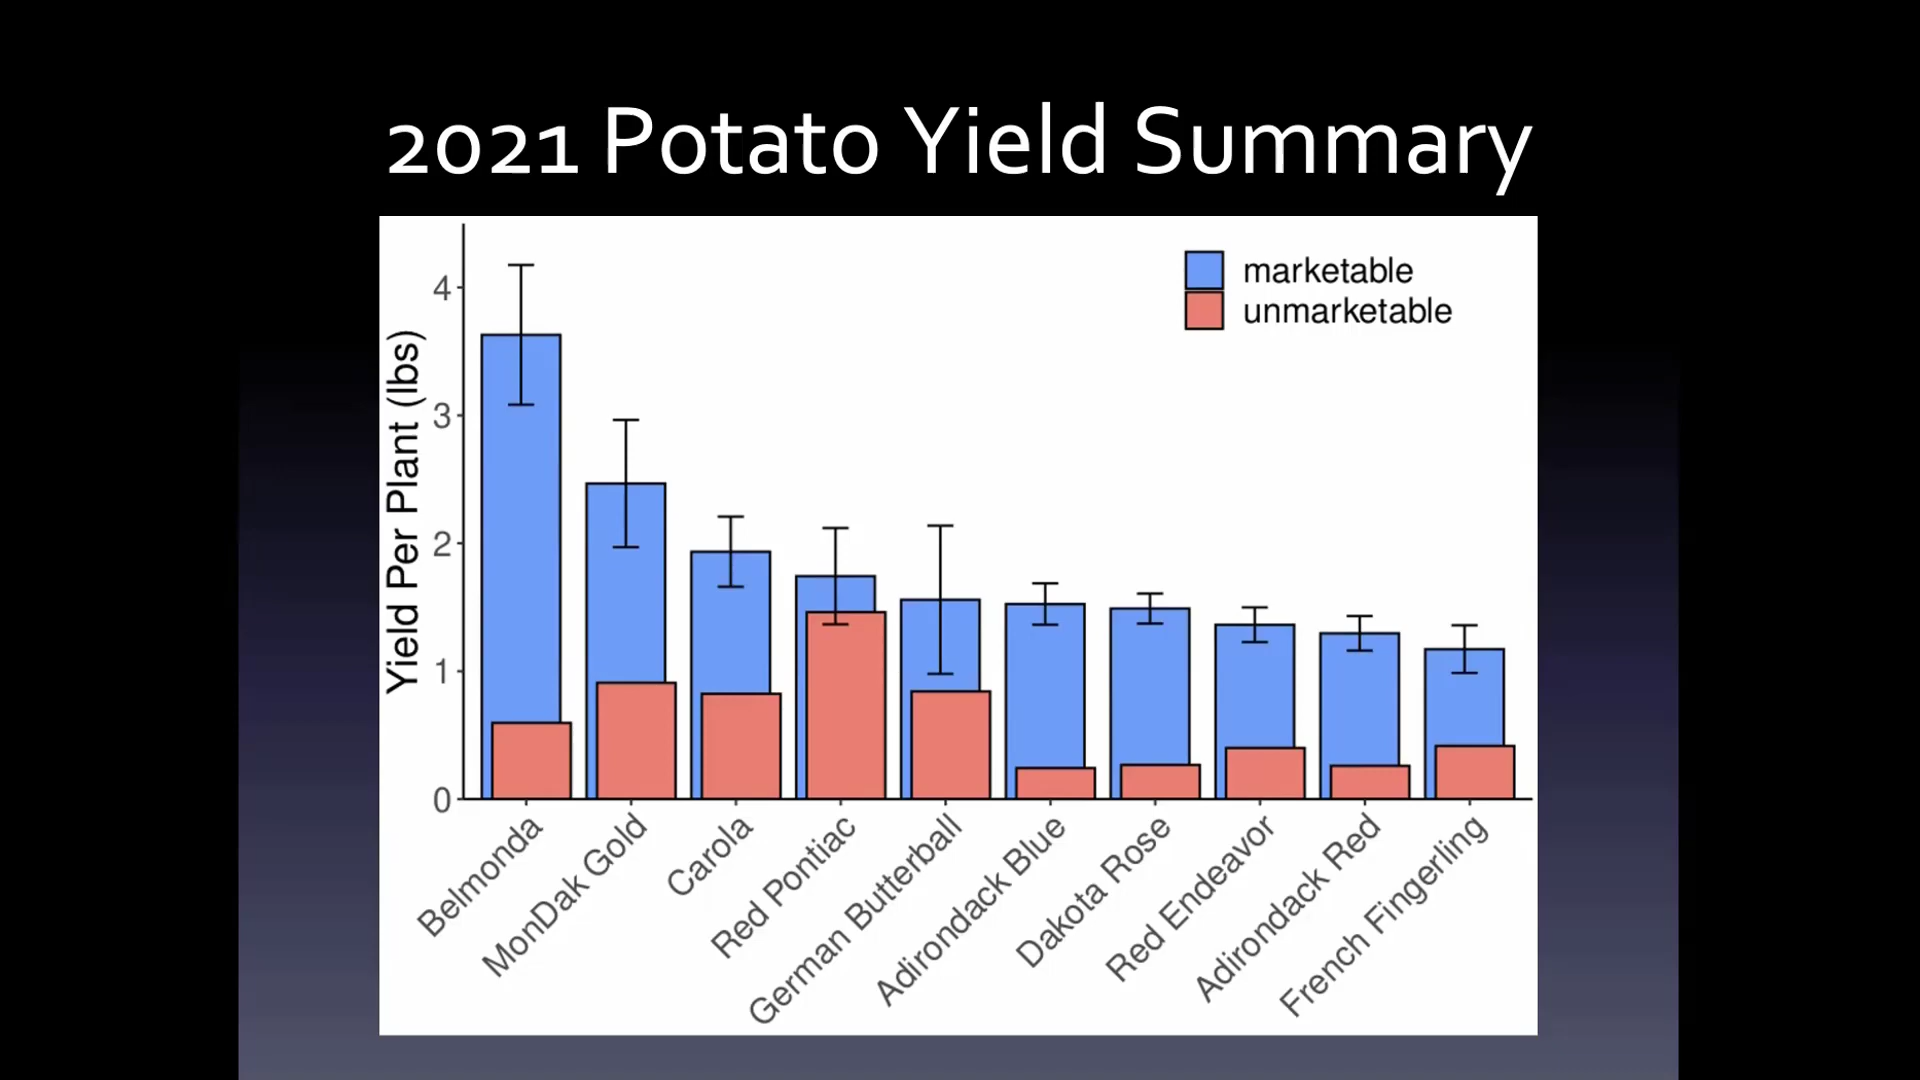 2021 Potato Yield Summary
marketable
unmarketable
Yield Per Plant (lbs)
4
3
2
1
0
Belmonda
MonDak Gold
Carola
Red Pontiac
German Butterball
Adirondack Blue
Dakota Rose
Red Endeavor
Adirondack Red
French Fingerling